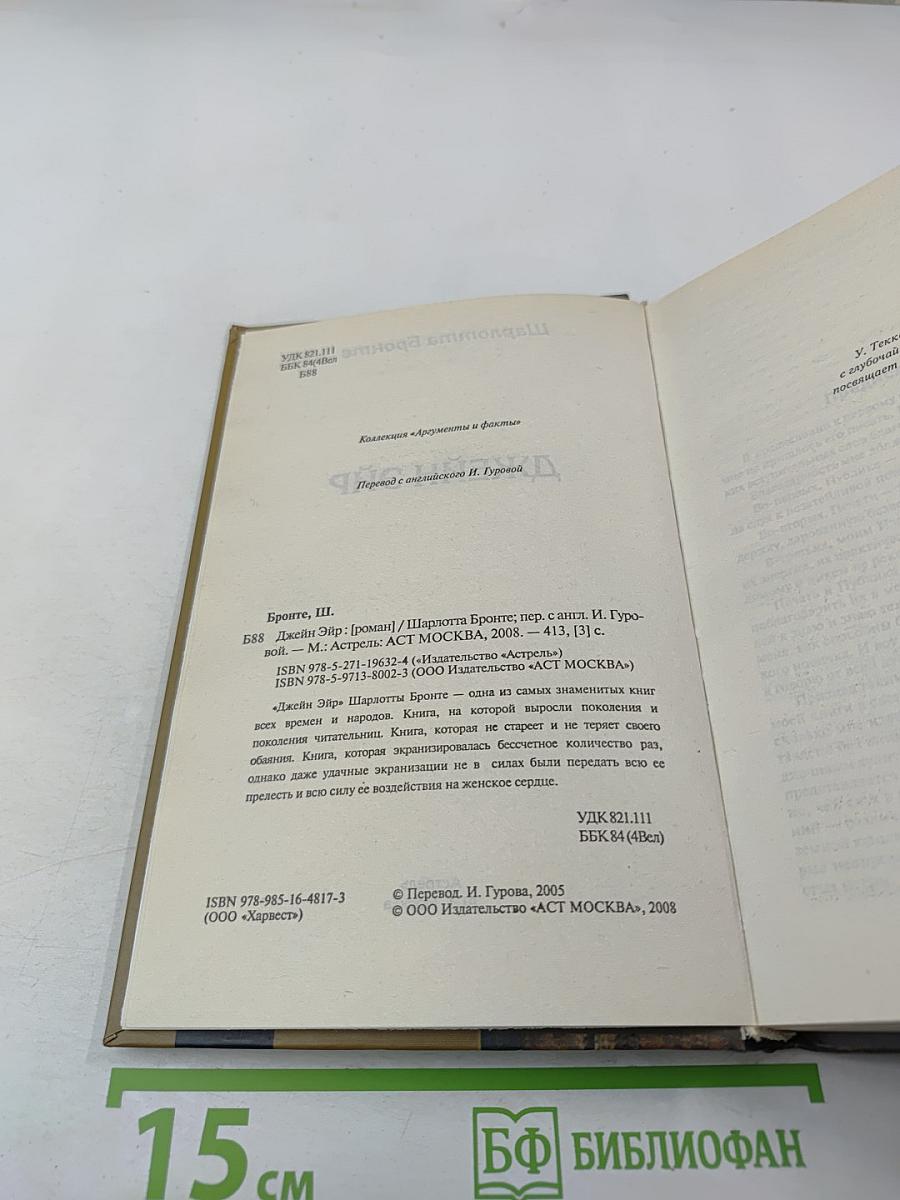 УДК 821.111
ББК 84(4Вел
Б88
Коллекция «Аргументы и факты»
Перевод с английского И. Гуровой
Бронте, Ш.
Б88 Джейн Эйр : [роман] / Шарлотта Бронте; пер. с англ. И. Гуро-
вой. — М.: Астрель: АСТ МОСКВА, 2008. — 413, [3] с.
ISBN 978-5-271-19632-4 («Издательство «Астрель»)
ISBN 978-5-9713-8002-3 (ООО Издательство «АСТ МОСКВА»)
«Джейн Эйр» Шарлотты Бронте — одна из самых знаменитых книг
всех времен и народов. Книга, на которой выросли поколения и
поколения читательниц. Книга, которая не стареет и не теряет своего
обаяния. Книга, которая экранизировалась бессчетное количество раз,
однако даже удачные экранизации не в силах были передать всю ее
прелесть и всю силу ее воздействия на женское сердце.
УДК 821.111
ББК 84 (4Вел)
ISBN 978-985-16-4817-3
(ООО «Харвест»)
© Перевод. И. Гурова, 2005
© ООО Издательство «АСТ МОСКВА», 2008
У. Текк
с глубочай
посвящает
15 см
БФ БИБЛИОФАН